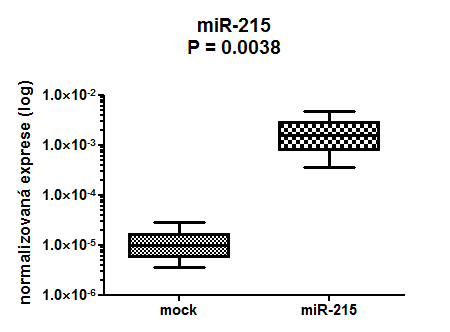 miR-215
P = 0.0038
normalizovaná exprese (log)
1.0×10⁻²
1.0×10⁻³
1.0×10⁻⁴
1.0×10⁻⁵
1.0×10⁻⁶
mock
miR-215